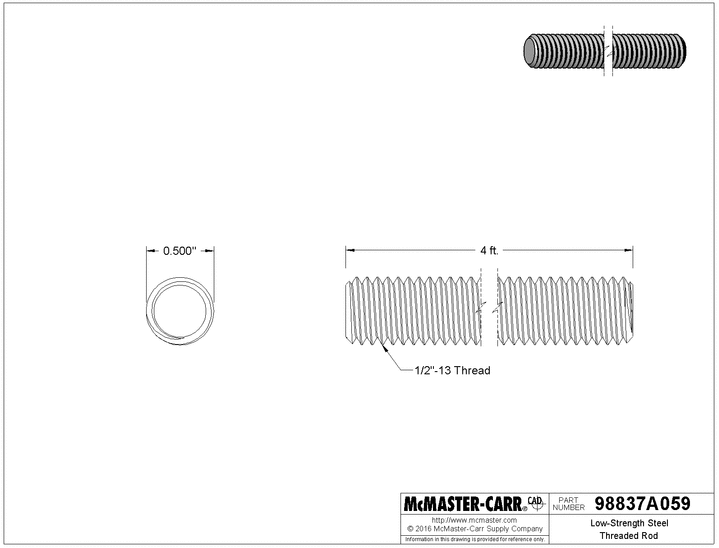 0.500"
4 ft.
1/2"-13 Thread
McMASTER-CARR® CAD
http://www.mcmaster.com
© 2016 McMaster-Carr Supply Company
Information in this drawing is provided for reference only.
PART NUMBER
98837A059
Low-Strength Steel
Threaded Rod